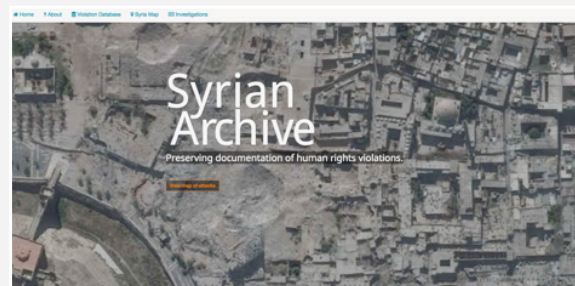 Home About Violation Database Syria Map Investigations
Syrian
Archive
Preserving documentation of human rights violations.